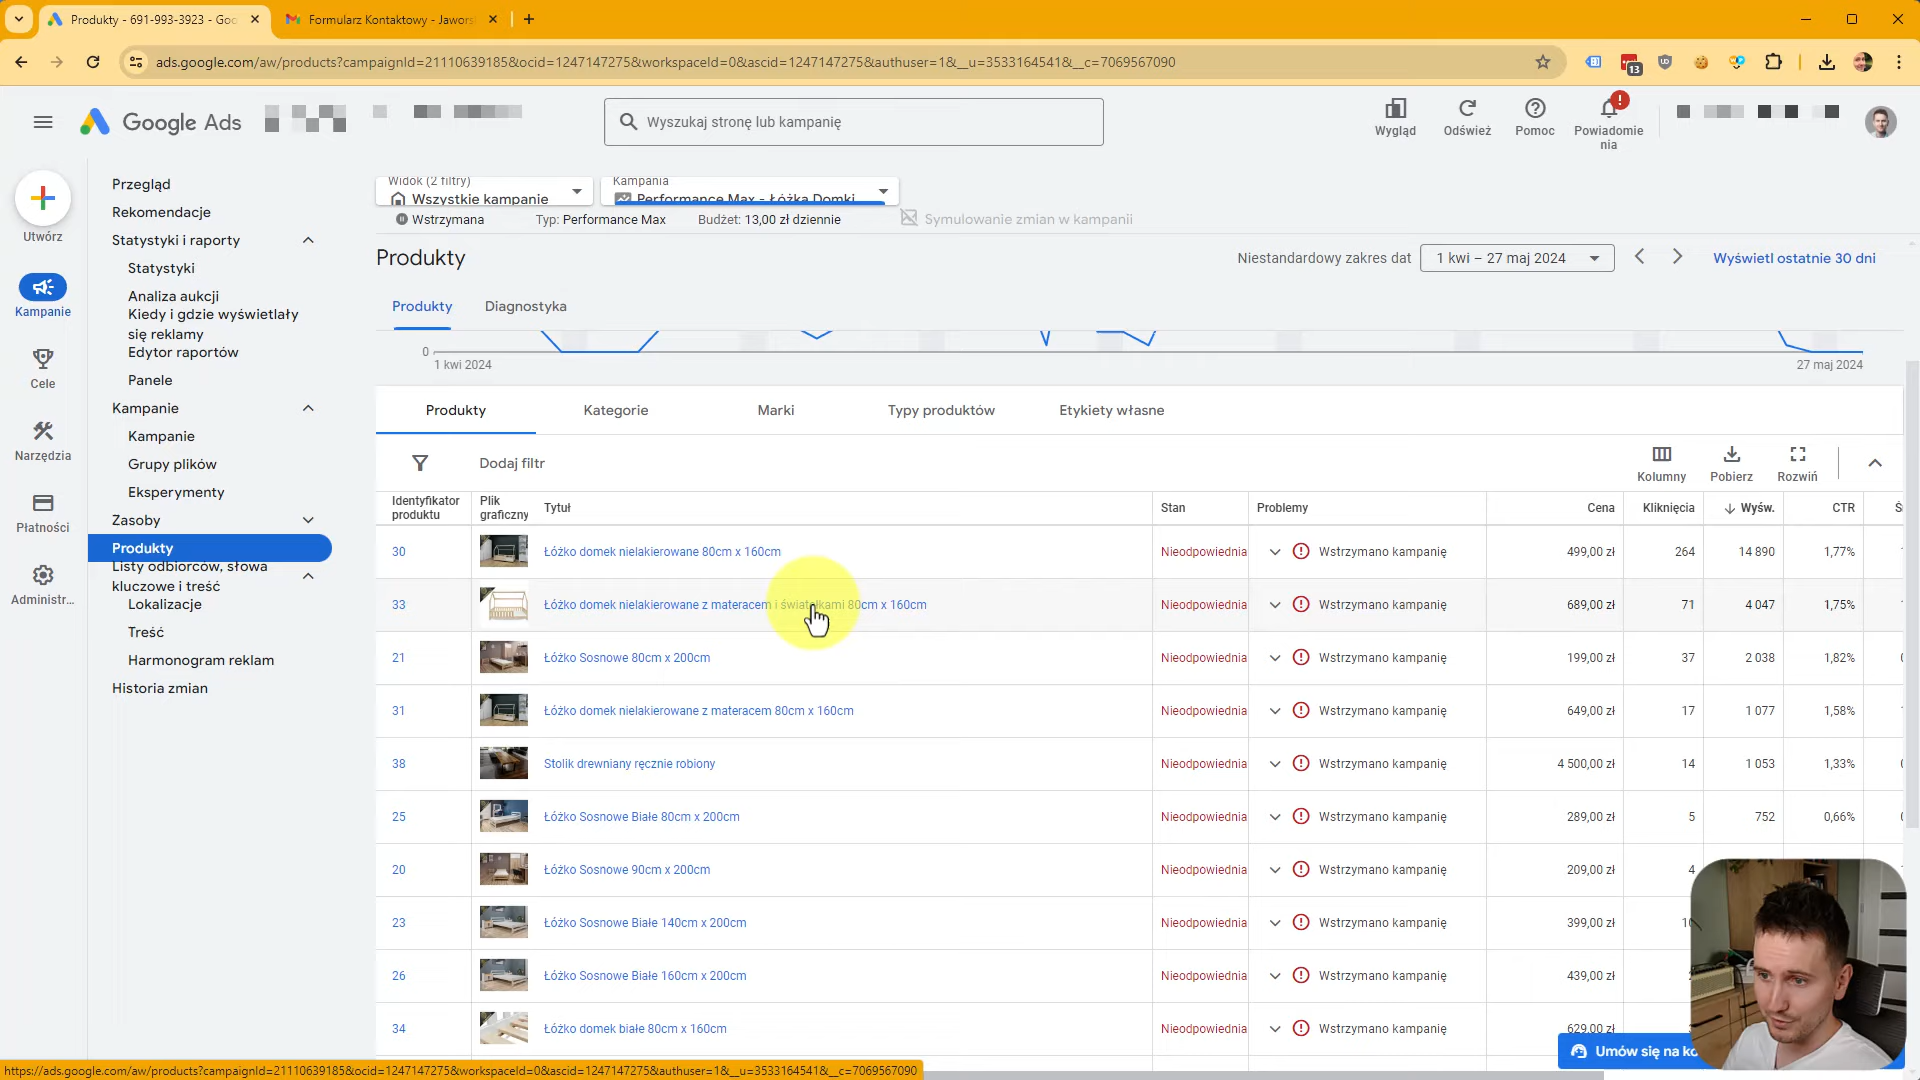 Produkty - 691-993-3923 - Goo
Formularz Kontaktowy - Jawors
ads.google.com/aw/products?campaignId=21110639185&ocid=1247147275&workspaceId=0&ascid=1247147275&authuser=1&__u=3533164541&__c=7069567090
13
Google Ads
Wyszukaj stronę lub kampanię
Wygląd
Odśwież
Pomoc
Powiadomie
nia
Utwórz
Kampanie
Cele
Narzędzia
Płatności
Administr...
Przegląd
Rekomendacje
Statystyki i raporty
Statystyki
Analiza aukcji
Kiedy i gdzie wyświetlały
się reklamy
Edytor raportów
Panele
Kampanie
Kampanie
Grupy plików
Eksperymenty
Zasoby
Produkty
Listy odbiorców, słowa
kluczowe i treść
Lokalizacje
Treść
Harmonogram reklam
Historia zmian
Widok (2 filtry)
Wszystkie kampanie
Kampania
Performance Max - Łóżka Domki
Wstrzymana Typ: Performance Max Budżet: 13,00 zł dziennie Symulowanie zmian w kampanii
Produkty
Niestandardowy zakres dat 1 kwi – 27 maj 2024 Wyświetl ostatnie 30 dni
Produkty Diagnostyka
0
1 kwi 2024 27 maj 2024
Produkty Kategorie Marki Typy produktów Etykiety własne
Dodaj filtr
Kolumny Pobierz Rozwiń
Identyfikator produktu Plik graficzny Tytuł Stan Problemy Cena Kliknięcia Wyśw. CTR
30 Łóżko domek nielakierowane 80cm x 160cm Nieodpowiednia Wstrzymano kampanię 499,00 zł 264 14 890 1,77%
33 Łóżko domek nielakierowane z materacem i światełkami 80cm x 160cm Nieodpowiednia Wstrzymano kampanię 689,00 zł 71 4 047 1,75%
21 Łóżko Sosnowe 80cm x 200cm Nieodpowiednia Wstrzymano kampanię 199,00 zł 37 2 038 1,82%
31 Łóżko domek nielakierowane z materacem 80cm x 160cm Nieodpowiednia Wstrzymano kampanię 649,00 zł 17 1 077 1,58%
38 Stolik drewniany ręcznie robiony Nieodpowiednia Wstrzymano kampanię 4 500,00 zł 14 1 053 1,33%
25 Łóżko Sosnowe Białe 80cm x 200cm Nieodpowiednia Wstrzymano kampanię 289,00 zł 5 752 0,66%
20 Łóżko Sosnowe 90cm x 200cm Nieodpowiednia Wstrzymano kampanię 209,00 zł 4
23 Łóżko Sosnowe Białe 140cm x 200cm Nieodpowiednia Wstrzymano kampanię 399,00 zł
26 Łóżko Sosnowe Białe 160cm x 200cm Nieodpowiednia Wstrzymano kampanię 439,00 zł
34 Łóżko domek białe 80cm x 160cm Nieodpowiednia Wstrzymano kampanię 629,00 zł
Umów się na ko
https://ads.google.com/aw/products?campaignId=21110639185&ocid=1247147275&workspaceId=0&ascid=1247147275&authuser=1&__u=3533164541&__c=7069567090